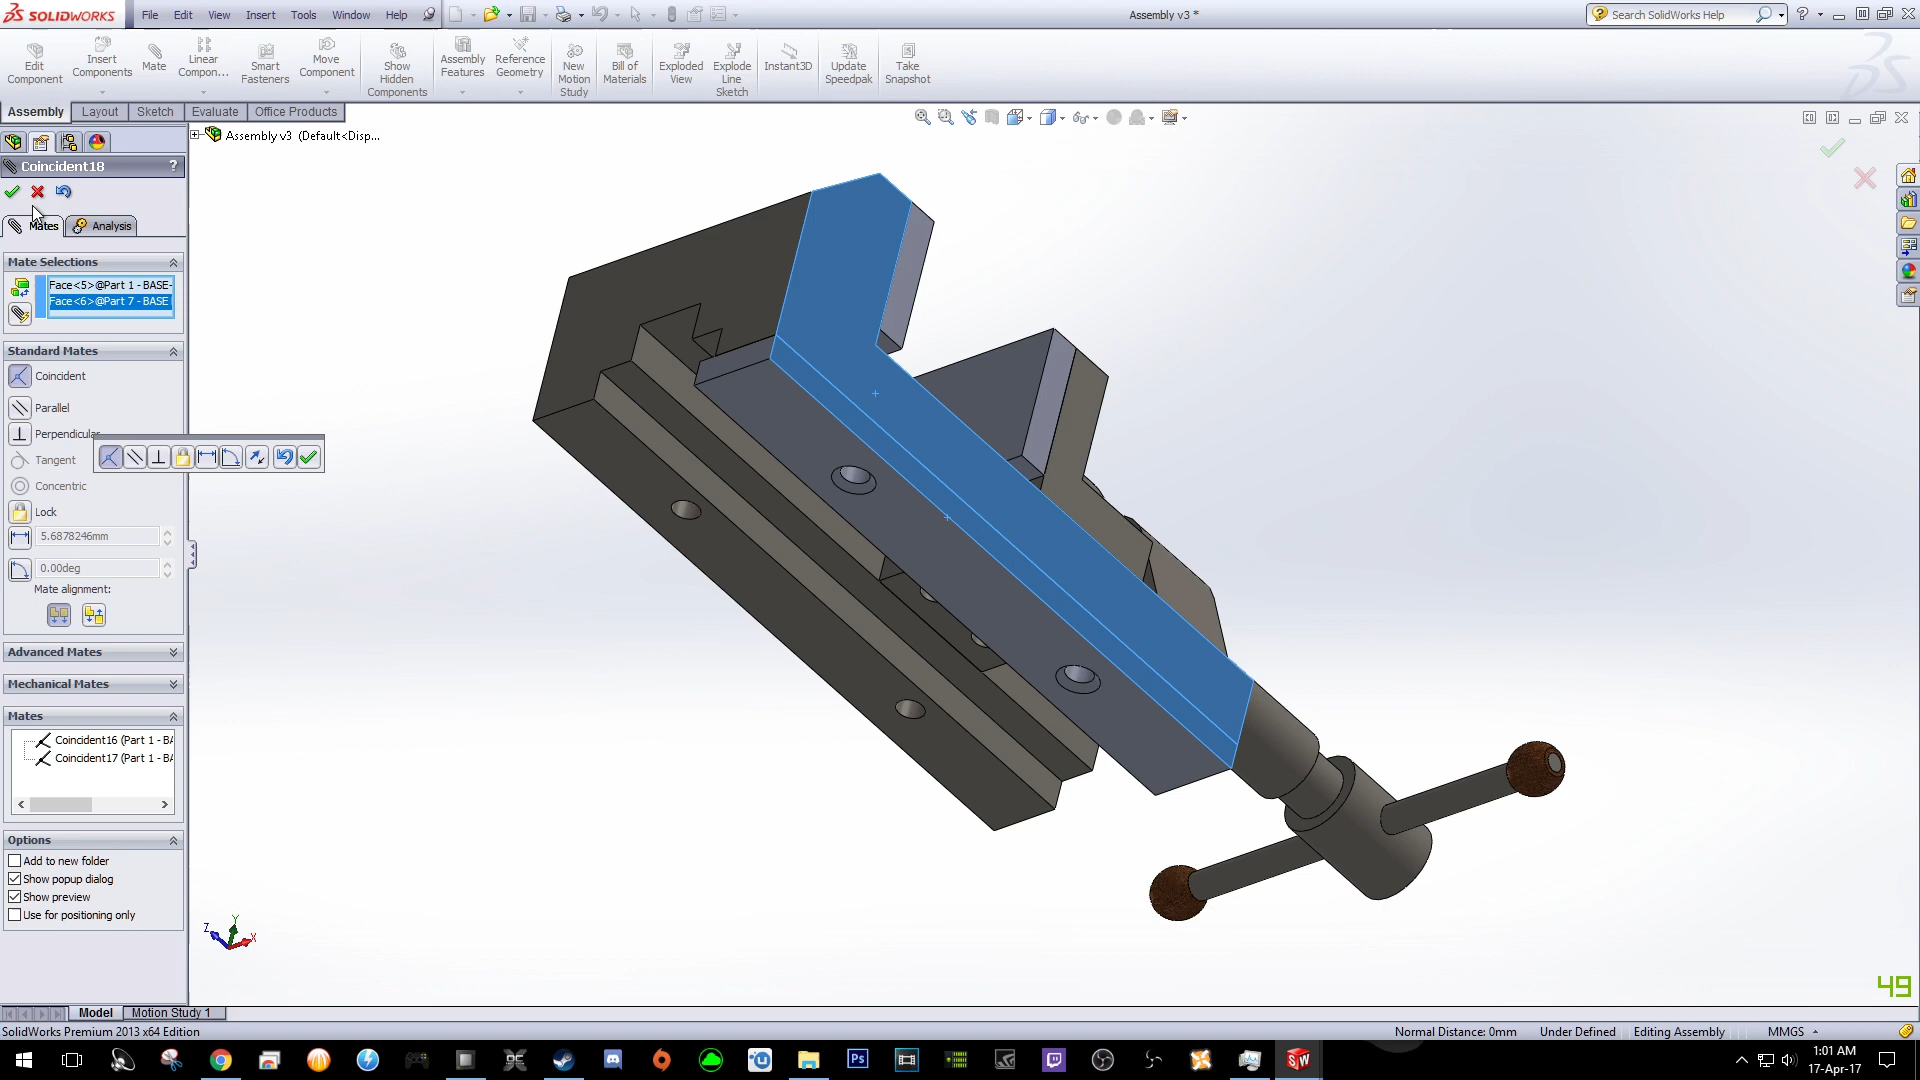 SOLIDWORKS File Edit View Insert Tools Window Help Assembly v3 * Search SolidWorks Help
Edit Component
Insert Components
Mate
Linear Compon...
Smart Fasteners
Move Component
Show Hidden Components
Assembly Features
Reference Geometry
New Motion Study
Bill of Materials
Exploded View
Explode Line Sketch
Instant3D
Update Speedpak
Take Snapshot
Assembly Layout Sketch Evaluate Office Products
Assembly v3 (Default<Disp...
Coincident18 ?
Mates Analysis
Mate Selections
Face<5>@Part 1 - BASE-
Face<6>@Part 7 - BASE
Standard Mates
Coincident
Parallel
Perpendicular
Tangent
Concentric
Lock
5.6878246mm
0.00deg
Mate alignment:
Advanced Mates
Mechanical Mates
Mates
Coincident16 (Part 1 - BA
Coincident17 (Part 1 - BA
Options
Add to new folder
Show popup dialog
Show preview
Use for positioning only
Z Y X
49
Model Motion Study 1
SolidWorks Premium 2013 x64 Edition Normal Distance: 0mm Under Defined Editing Assembly MMGS
1:01 AM
17-Apr-17